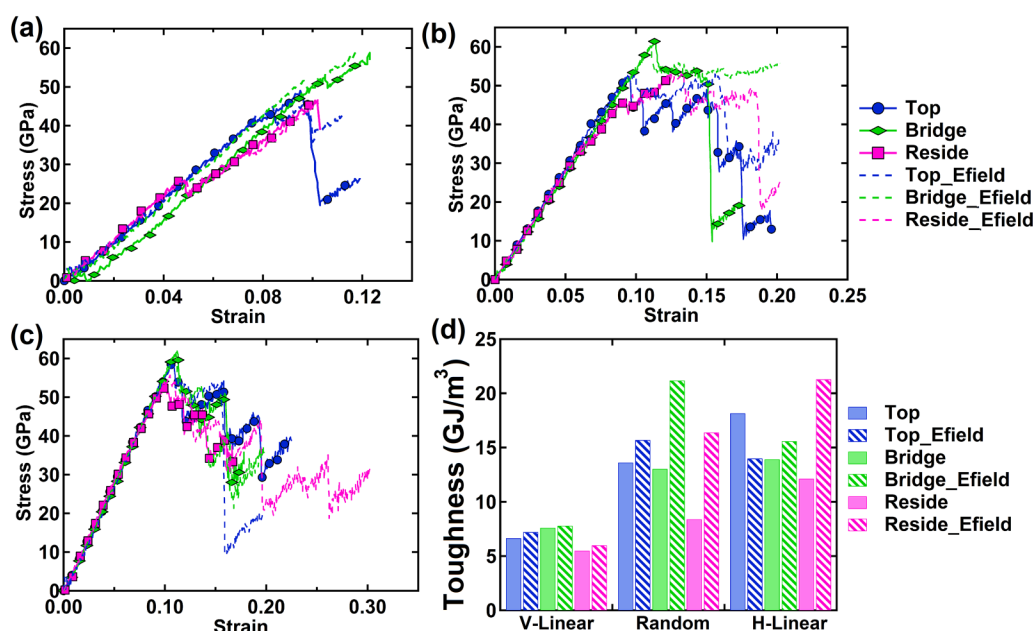 (a)
60
50
40
30
20
10
0
Stress (GPa)
0.00 0.04 0.08 0.12
Strain
(b)
60
50
40
30
20
10
0
Stress (GPa)
0.00 0.05 0.10 0.15 0.20 0.25
Strain
Top
Bridge
Reside
Top_Efield
Bridge_Efield
Reside_Efield
(c)
60
50
40
30
20
10
0
Stress (GPa)
0.00 0.10 0.20 0.30
Strain
(d)
25
20
15
10
5
0
Toughness (GJ/m³)
V-Linear Random H-Linear
Top
Top_Efield
Bridge
Bridge_Efield
Reside
Reside_Efield